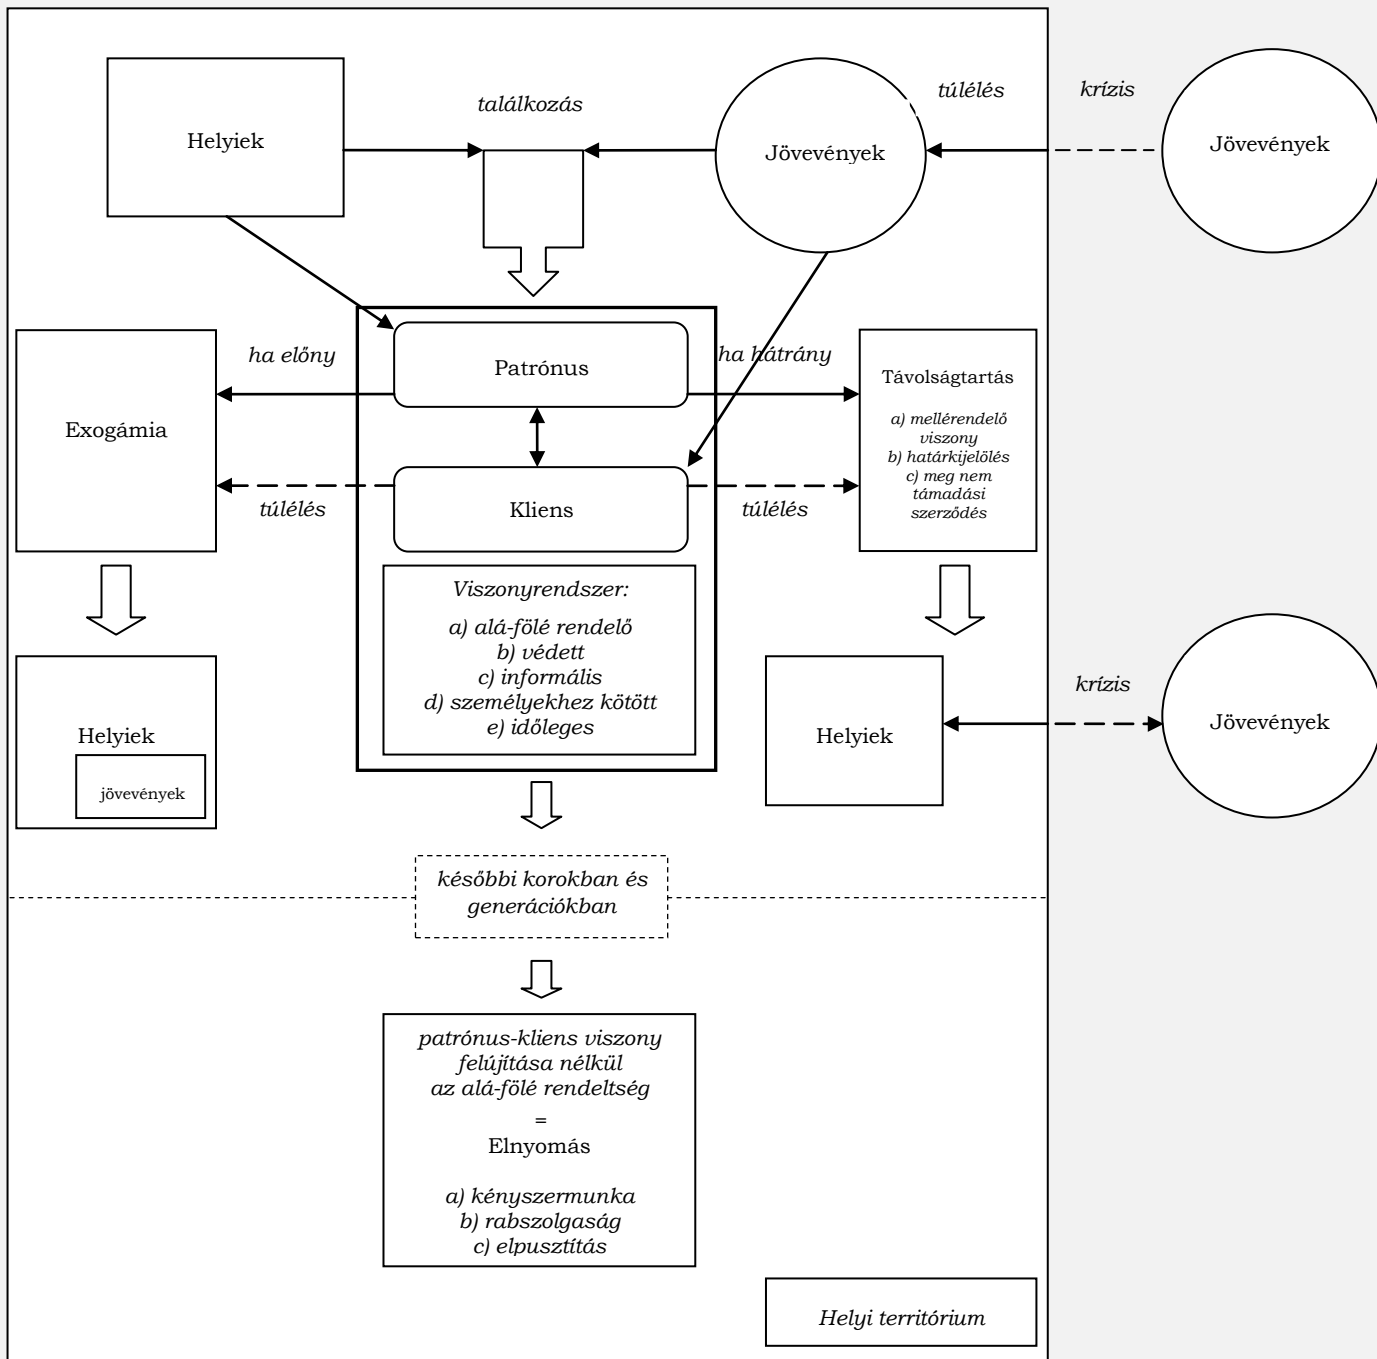 találkozás
túlélés
krízis
Helyiek
Jövevények
Jövevények
ha előny
Patrónus
ha hátrány
Távolságtartás
a) mellérendelő
viszony
b) határkijelölés
c) meg nem
támadási
szerződés
Exogámia
túlélés
Kliens
túlélés
Viszonyrendszer:
a) alá-fölé rendelő
b) védett
c) informális
d) személyekhez kötött
e) időleges
Helyiek
jövevények
Helyiek
krízis
Jövevények
későbbi korokban és
generációkban
patrónus-kliens viszony
felújítása nélkül
az alá-fölé rendeltség
=
Elnyomás
a) kényszermunka
b) rabszolgaság
c) elpusztítás
Helyi territórium